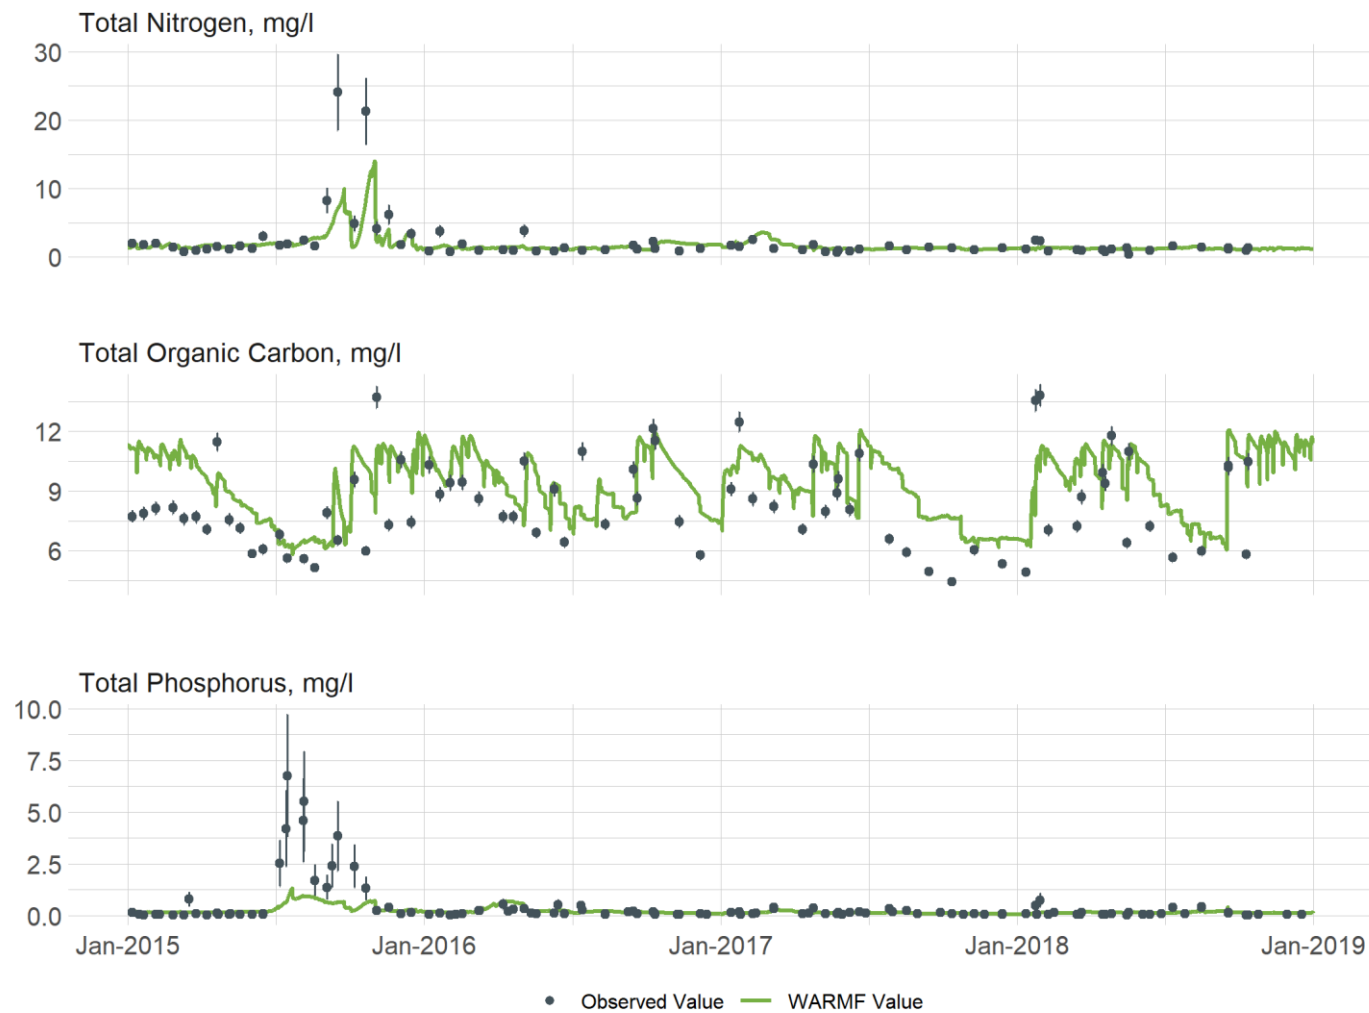 Total Nitrogen, mg/l
30
20
10
0
Total Organic Carbon, mg/l
12
9
6
Total Phosphorus, mg/l
10.0
7.5
5.0
2.5
0.0
Jan-2015 Jan-2016 Jan-2017 Jan-2018 Jan-2019
Observed Value WARMF Value